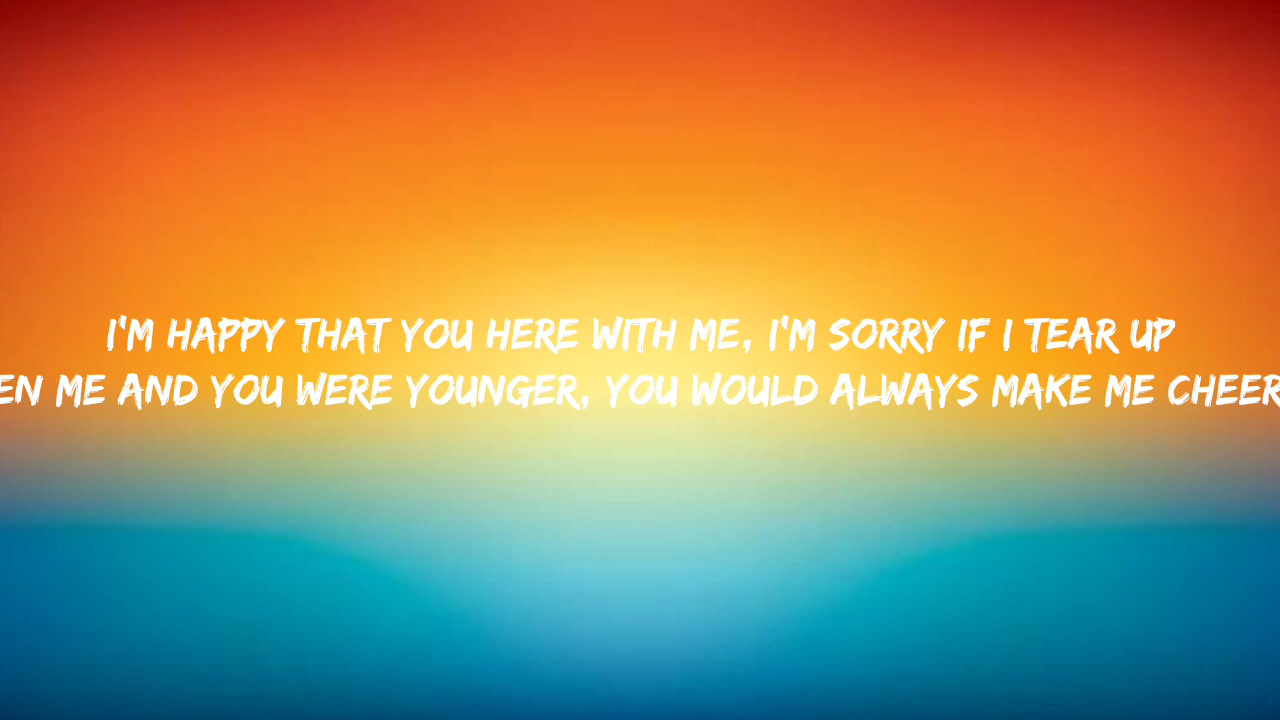 I'M HAPPY THAT YOU HERE WITH ME, I'M SORRY IF I TEAR UP
EN ME AND YOU WERE YOUNGER, YOU WOULD ALWAYS MAKE ME CHEER